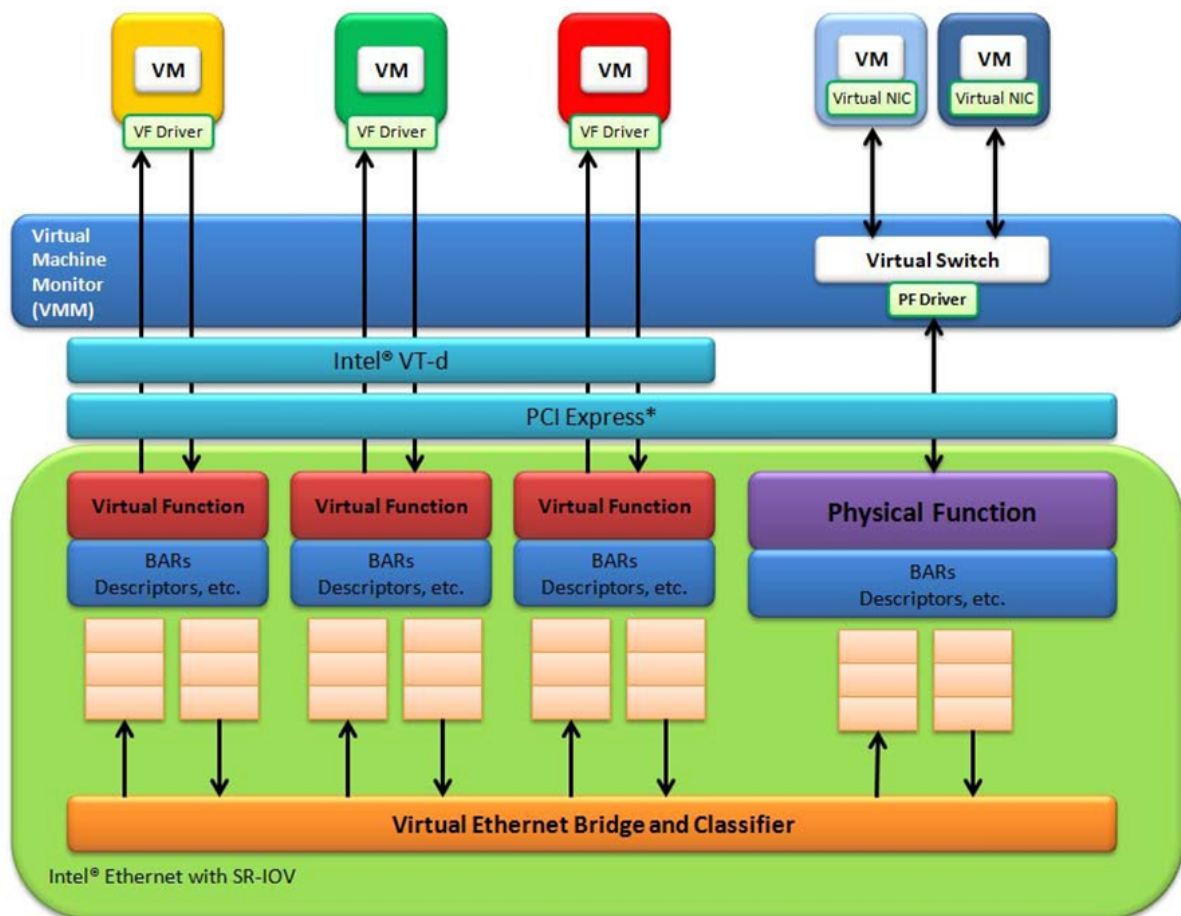 VM
VM
VM
VM
VM
Virtual NIC
Virtual NIC
VF Driver
VF Driver
VF Driver
Virtual
Machine
Monitor
(VMM)
Virtual Switch
PF Driver
Intel® VT-d
PCI Express*
Virtual Function
Virtual Function
Virtual Function
Physical Function
BARs
Descriptors, etc.
BARs
Descriptors, etc.
BARs
Descriptors, etc.
BARs
Descriptors, etc.
Virtual Ethernet Bridge and Classifier
Intel® Ethernet with SR-IOV